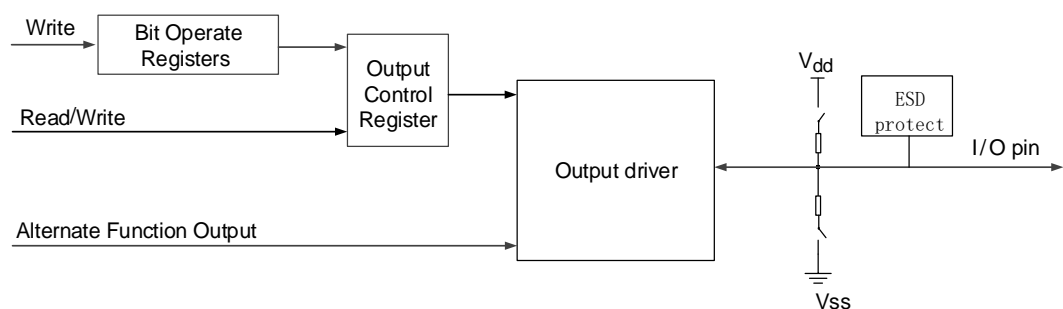 Write
Bit Operate
Registers
Output
Control
Register
Read/Write
Alternate Function Output
Output driver
Vdd
ESD
protect
I/O pin
Vss